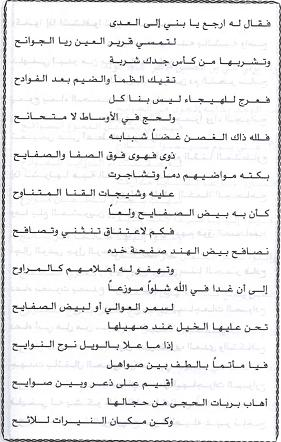 فقال له ارجع يا بني إلى العدى
لتمسي قرير العين ريا الجوانح
وتشربها من كأس جدك شربة
تقيك الظمأ والضيم بعد الفوادح
فعرج للهيجاء ليس بنا كل
ولحج في الأوساط لا متجانح
فلله ذاك الغصن غضاً شبابه
ذوى فهوى فوق الصفا والصفايح
بكته مواضيهم دماً وتشاجرت
عليه وشيجات القنا المتناوح
كأن به بيض الصفايح ولعاً
فكم لاعتناق تنثني وتصافح
تصافح بيض الهند صفحة خده
وتهفو له أعلامهم كالمراوح
إلى أن غدا في الله شلواً موزعاً
لسمر العوالي أو لبيض الصفايح
تحن عليها الخيل عند صهيلها
إذا ما علا بالويل نوح النوايح
فيا مأتماً بالطف بين صواهل
أقيم على ذعر وبين صوايح
أهاب بربات الحجى من حجالها
وكن مكان النيرات للائح